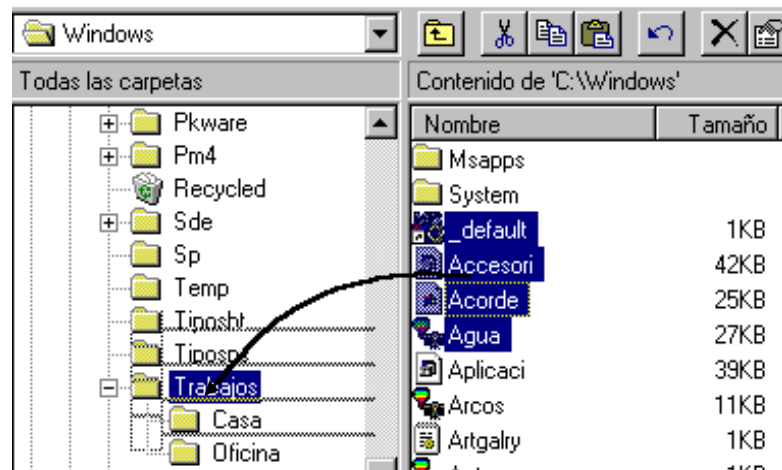 Windows
Todas las carpetas
Pkware
Pm4
Recycled
Sde
Sp
Temp
Tiposht
Trabajos
Casa
Oficina
Contenido de 'C:\Windows'
Nombre Tamaño
Msapps
System
_default 1KB
Accesori 42KB
Acorde 25KB
Agua 27KB
Aplicaci 39KB
Arcos 11KB
Artgalry 1KB